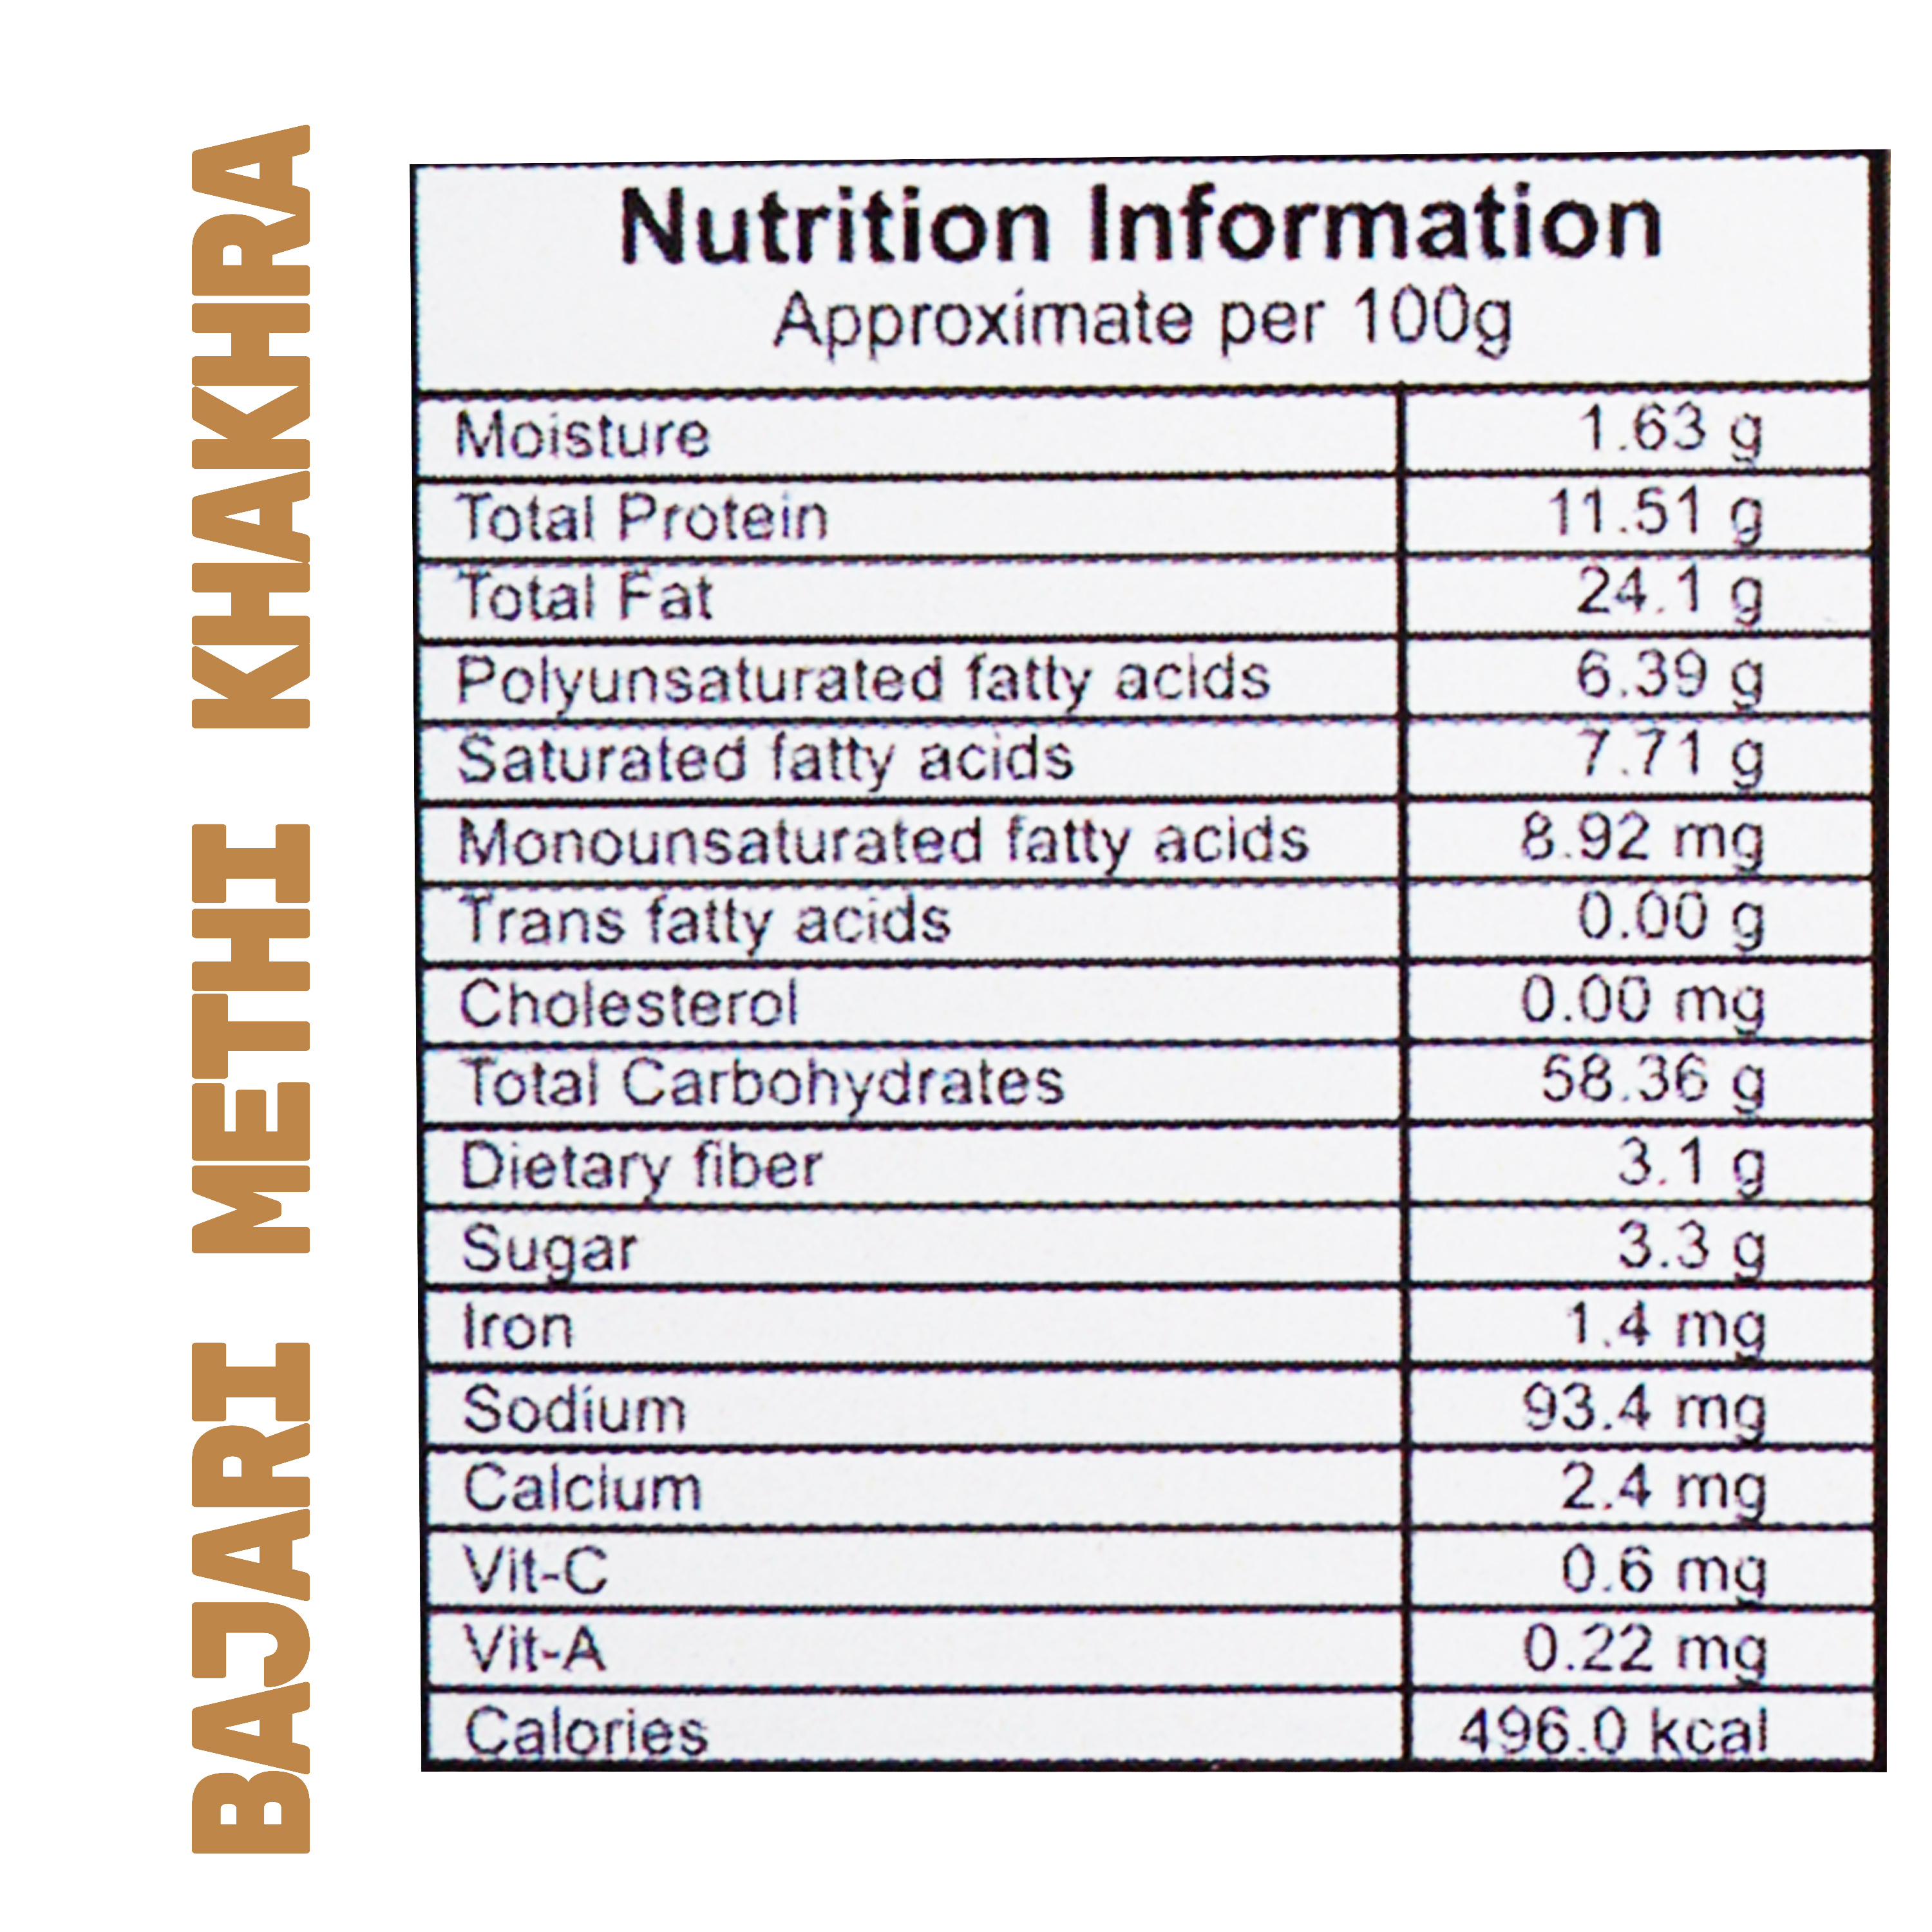 BAJARI METHI KHAKHRA
Nutrition Information
Approximate per 100g
Moisture 1.63 g
Total Protein 11.51 g
Total Fat 24.1 g
Polyunsaturated fatty acids 6.39 g
Saturated fatty acids 7.71 g
Monounsaturated fatty acids 8.92 mg
Trans fatty acids 0.00 g
Cholesterol 0.00 mg
Total Carbohydrates 58.36 g
Dietary fiber 3.1 g
Sugar 3.3 g
Iron 1.4 mg
Sodium 93.4 mg
Calcium 2.4 mg
Vit-C 0.6 mg
Vit-A 0.22 mg
Calories 496.0 kcal